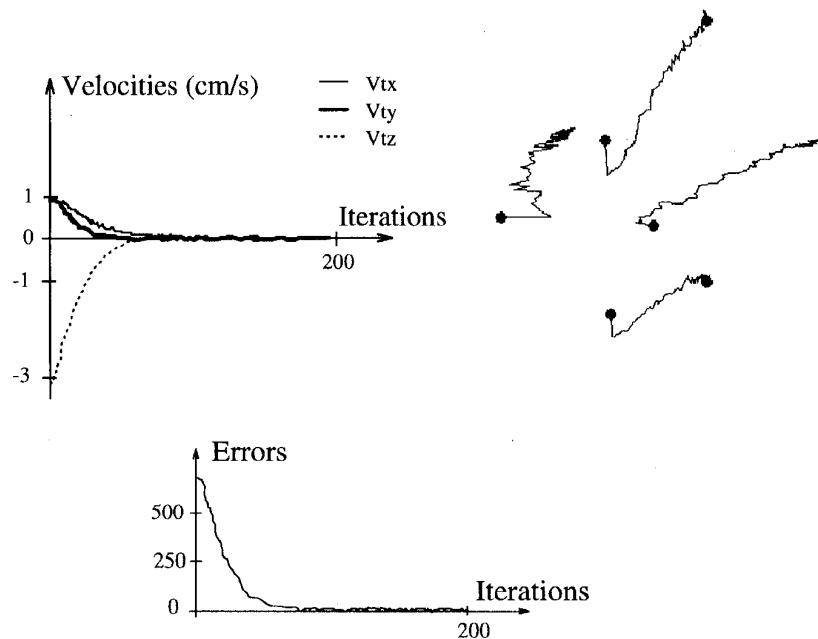 Velocities (cm/s)
Vtx
Vty
Vtz
1
0
-1
-3
Iterations
200
Errors
500
250
0
Iterations
200